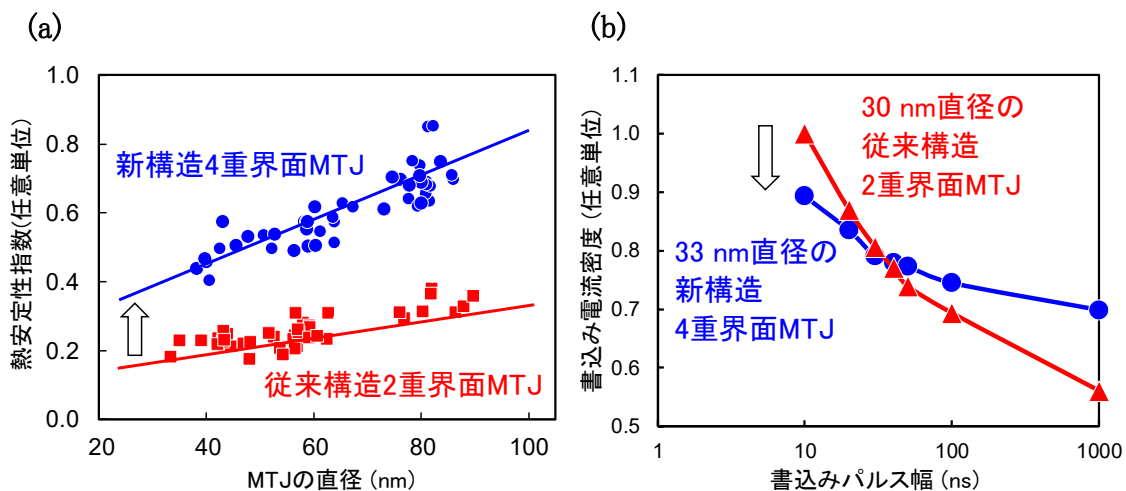 (a)
熱安定性指数(任意単位)
1.0
0.8
0.6
0.4
0.2
0.0
新構造4重界面MTJ
従来構造2重界面MTJ
20
40
60
80
100
MTJの直径 (nm)
(b)
書込み電流密度 (任意単位)
1.1
1.0
0.9
0.8
0.7
0.6
0.5
30 nm直径の
従来構造
2重界面MTJ
33 nm直径の
新構造
4重界面MTJ
1
10
100
1000
書込みパルス幅 (ns)